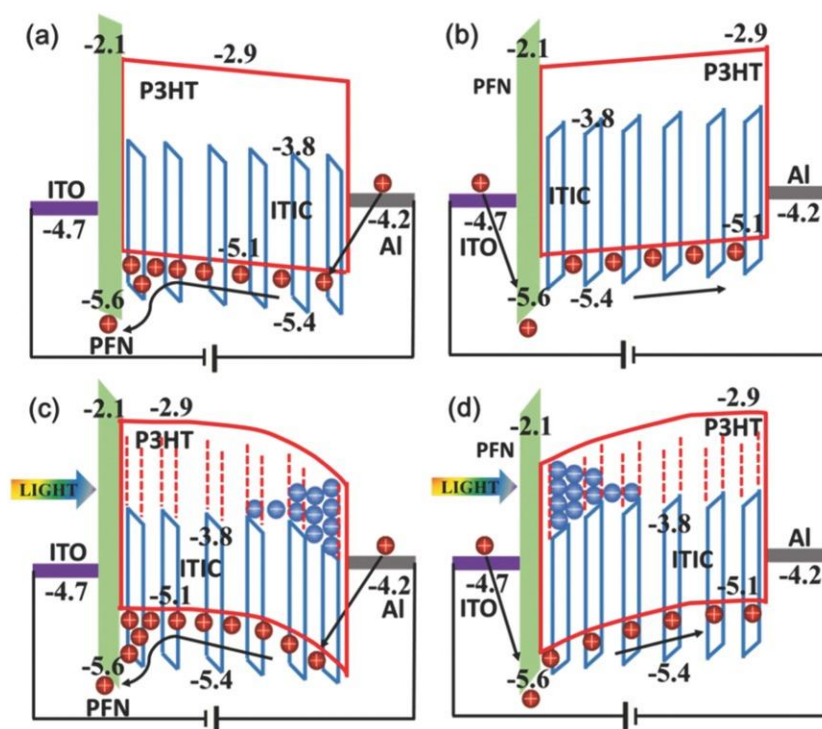 (a)
-2.1
-2.9
P3HT
-3.8
ITO
-4.7
ITIC
-4.2
Al
-5.1
-5.6
-5.4
PFN
(b)
-2.1
-2.9
PFN
P3HT
-3.8
-4.7
ITO
ITIC
Al
-4.2
-5.1
-5.6
-5.4
(c)
-2.1
-2.9
P3HT
LIGHT
-3.8
ITO
-4.7
ITIC
-4.2
Al
-5.1
-5.6
-5.4
PFN
(d)
-2.1
-2.9
PFN
P3HT
LIGHT
-3.8
-4.7
ITO
ITIC
Al
-4.2
-5.1
-5.6
-5.4